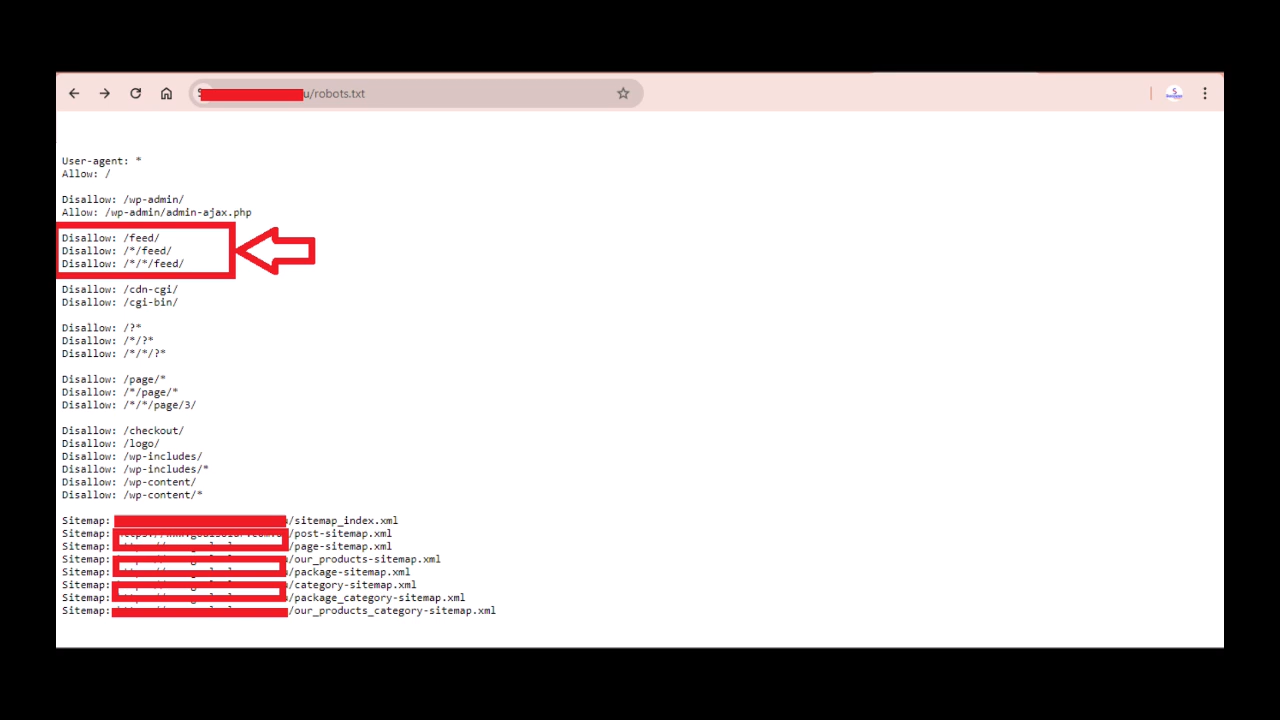 u/robots.txt
User-agent: *
Allow: /
Disallow: /wp-admin/
Allow: /wp-admin/admin-ajax.php
Disallow: /feed/
Disallow: /*/feed/
Disallow: /*/*/feed/
Disallow: /cdn-cgi/
Disallow: /cgi-bin/
Disallow: /?*
Disallow: /*/?*
Disallow: /*/*/?*
Disallow: /page/*
Disallow: /*/page/*
Disallow: /*/*/page/3/
Disallow: /checkout/
Disallow: /logo/
Disallow: /wp-includes/
Disallow: /wp-includes/*
Disallow: /wp-content/
Disallow: /wp-content/*
Sitemap: /sitemap_index.xml
Sitemap: /post-sitemap.xml
Sitemap: /page-sitemap.xml
Sitemap: /our_products-sitemap.xml
Sitemap: /package-sitemap.xml
Sitemap: /category-sitemap.xml
Sitemap: /package_category-sitemap.xml
Sitemap: /our_products_category-sitemap.xml